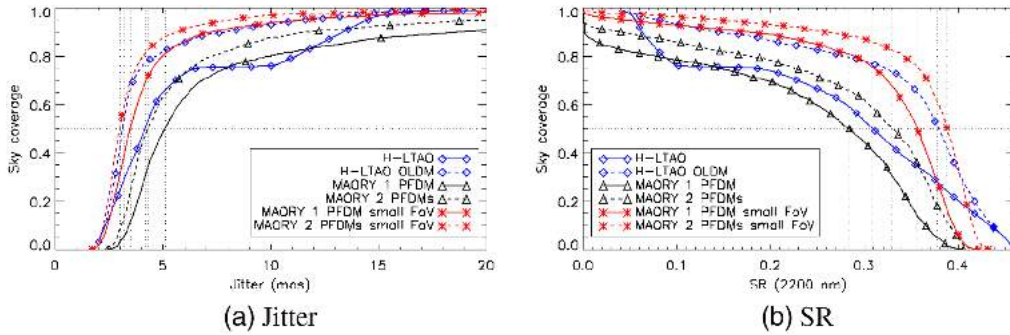 Sky coverage
1.0
0.8
0.6
0.4
0.2
0.0
H-LTAO
H-LTAO OLDM
MAORY 1 PFDM
MAORY 2 PFDMs
MAORY 1 PFDM small FoV
MAORY 2 PFDMs small FoV
0 5 10 15 20
Jitter (mas)
(a) Jitter
Sky coverage
1.0
0.8
0.6
0.4
0.2
0.0
H-LTAO
H-LTAO OLDM
MAORY 1 PFDM
MAORY 2 PFDMs
MAORY 1 PFDM small FoV
MAORY 2 PFDMs small FoV
0.0 0.1 0.2 0.3 0.4
SR (2200 nm)
(b) SR